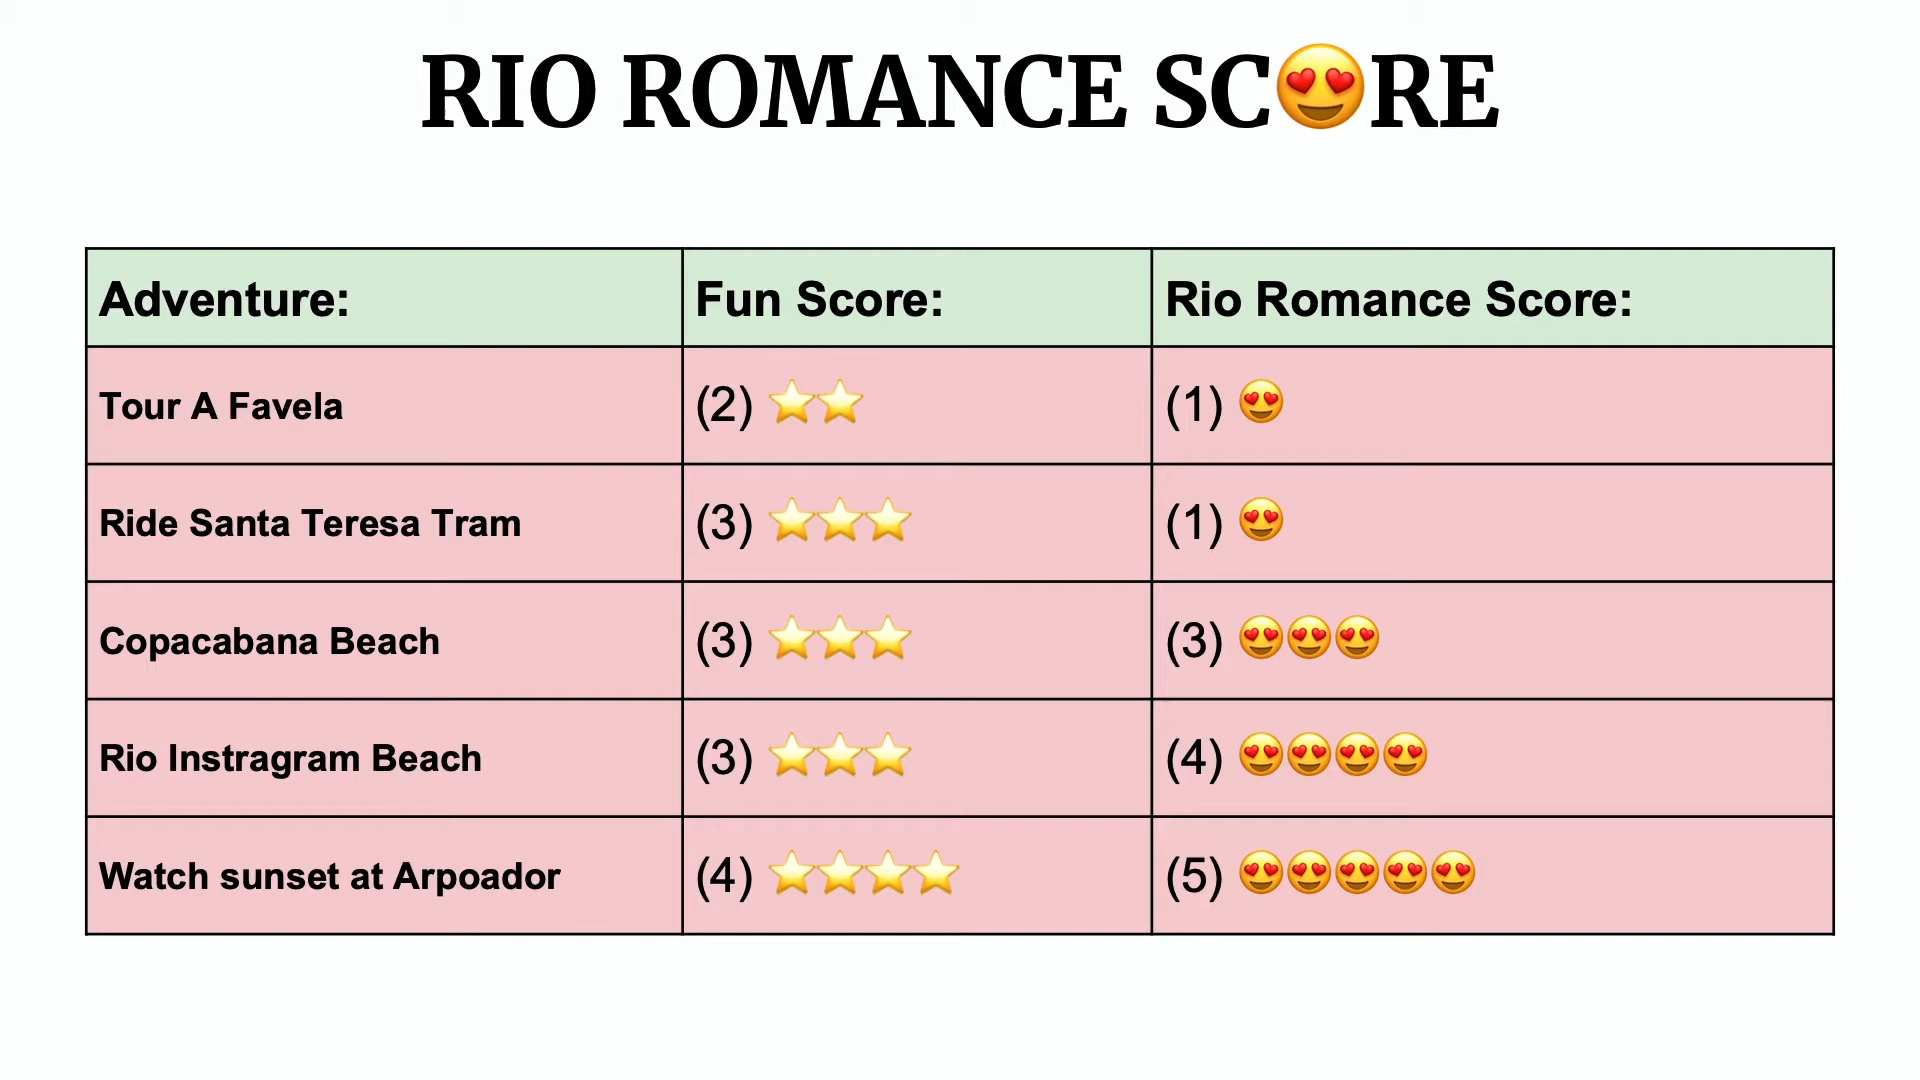 RIO ROMANCE SC😍RE
Adventure: Fun Score: Rio Romance Score:
Tour A Favela (2) ⭐⭐ (1) 😍
Ride Santa Teresa Tram (3) ⭐⭐⭐ (1) 😍
Copacabana Beach (3) ⭐⭐⭐ (3) 😍😍😍
Rio Instragram Beach (3) ⭐⭐⭐ (4) 😍😍😍😍
Watch sunset at Arpoador (4) ⭐⭐⭐⭐ (5) 😍😍😍😍😍